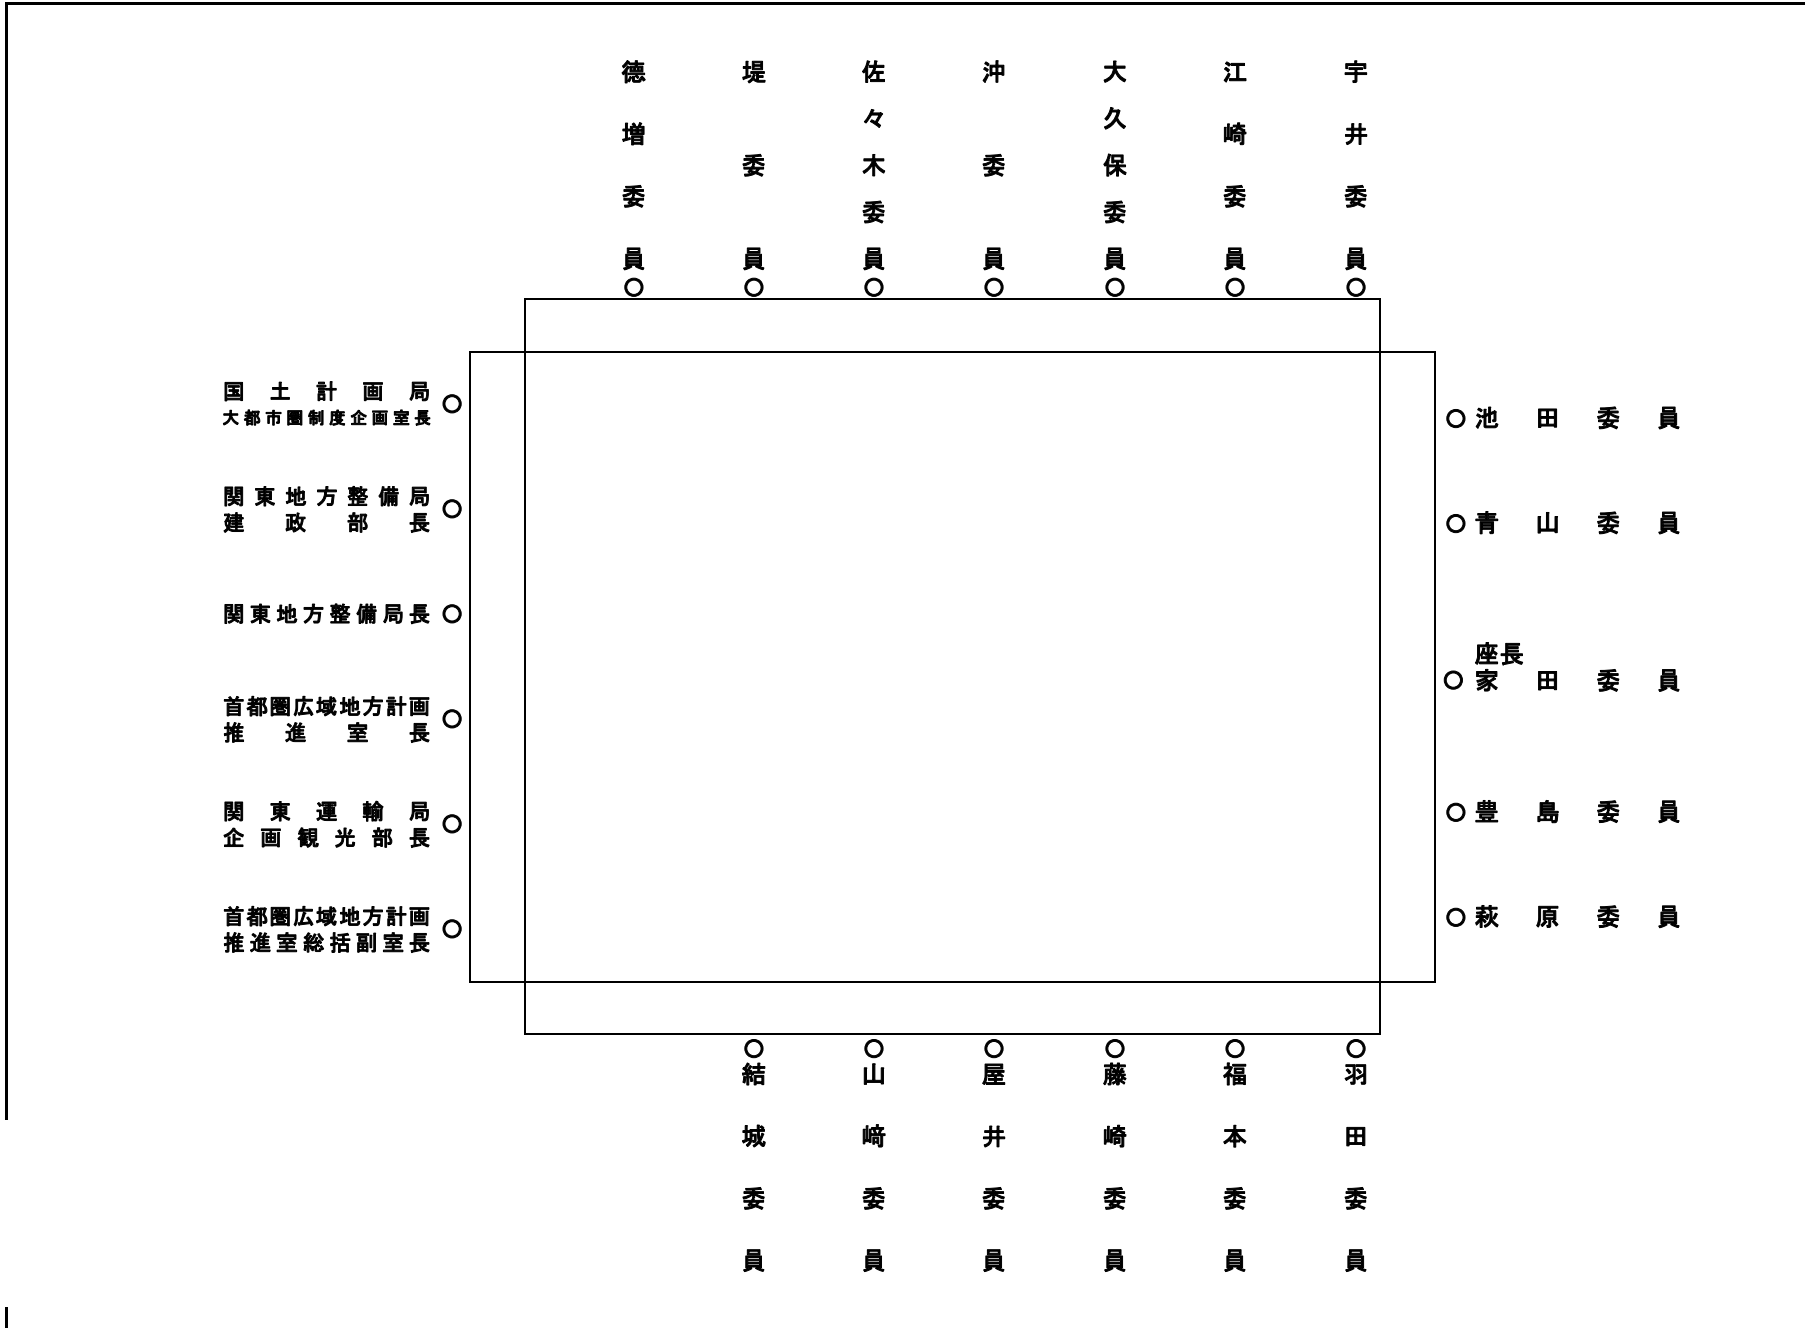 徳増委員
堤委員
佐々木委員
沖委員
大久保委員
江崎委員
宇井委員
国土計画局
大都市圏制度企画室長
関東地方整備局
建政部長
関東地方整備局長
首都圏広域地方計画
推進室長
関東運輸局
企画観光部長
首都圏広域地方計画
推進室総括副室長
池田委員
青山委員
座長
家田委員
豊島委員
萩原委員
結城委員
山﨑委員
屋井委員
藤崎委員
福本委員
羽田委員